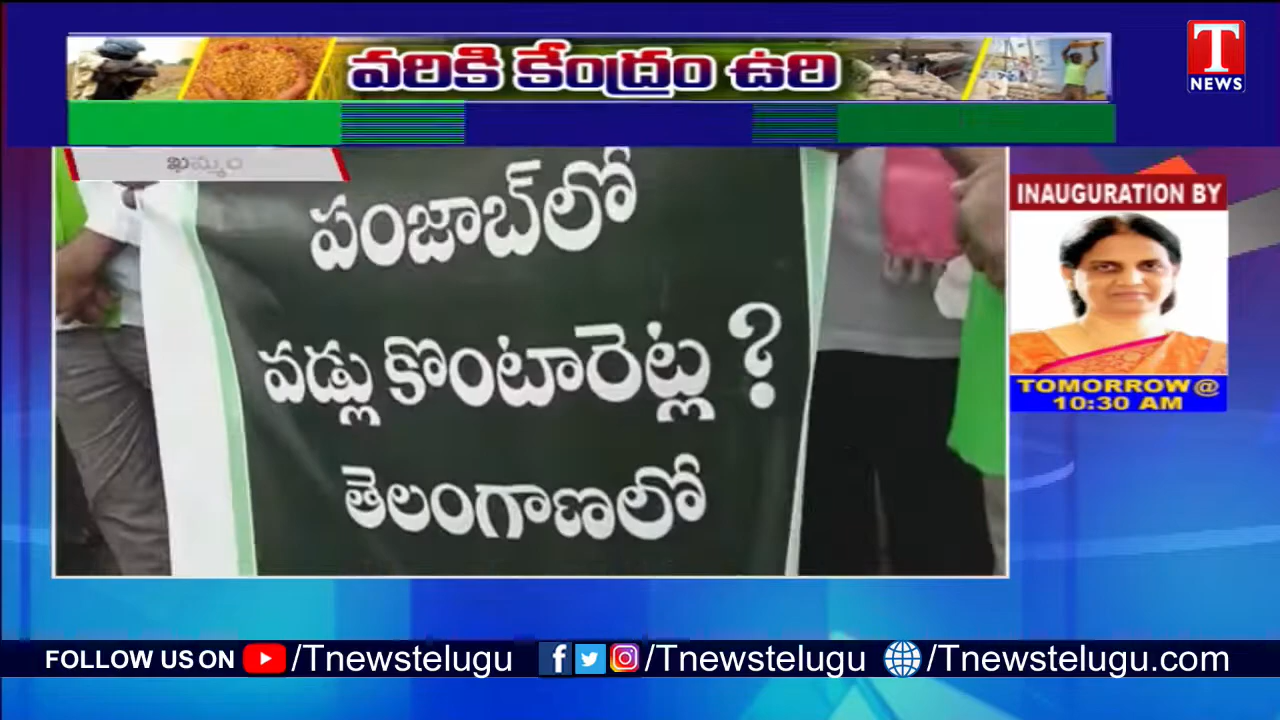 వరికి కేంద్రం ఉరి
T
NEWS
ఖమ్మం
పంజాబ్‌లో
వడ్లు కొంటారెట్ల ?
తెలంగాణలో
INAUGURATION BY
TOMORROW @
10:30 AM
FOLLOW US ON /Tnewstelugu /Tnewstelugu /Tnewstelugu.com